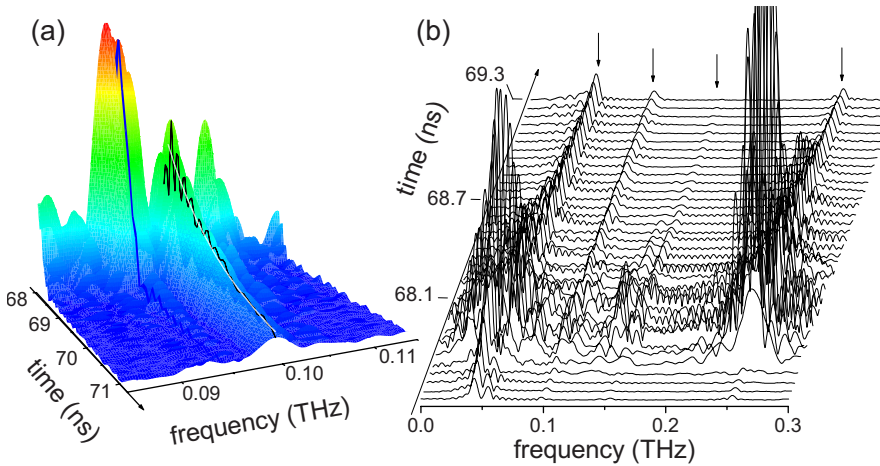 (a)
68
69
70
71
time (ns)
0.09
0.10
0.11
frequency (THz)
(b)
69.3
68.7
68.1
time (ns)
0.0
0.1
0.2
0.3
frequency (THz)